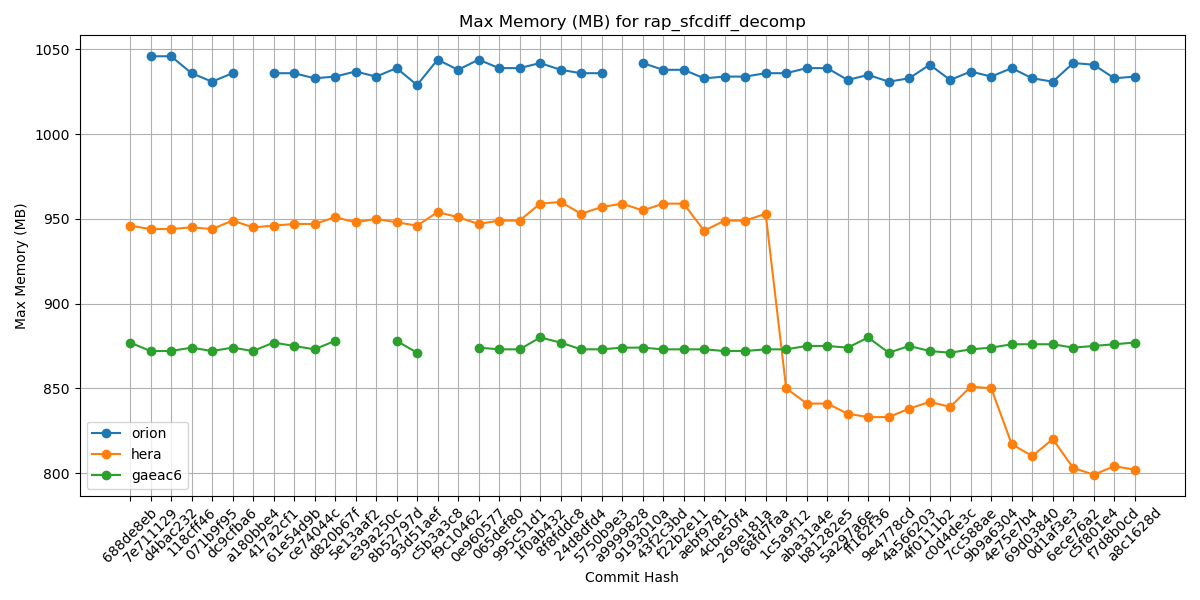 Max Memory (MB) for rap_sfcdiff_decomp
Max Memory (MB)
1050
1000
950
900
850
800
orion
hera
gaeac6
688de8eb
7e711129
d4bac232
118cff46
071b9f95
dc9cfba6
a180bbe4
417a2cf1
61e54d9b
ce74044c
d820b67f
5e13aaf2
e39a250c
8b52797d
93d51aef
c5b3a3c8
f9c10462
0e960577
065def80
995c51d1
1f0ab432
8f6fddc8
24d8dfd4
5750b9e3
a9999828
9193010a
43f2c3bd
f22b2e11
aebf9781
4cbe50f4
269e181a
68fd7faa
1c5a9f12
aba31a4e
b81282e5
5a297a6e
ff162f36
9e4778cd
4a566203
4f0111b2
c0d4de3c
7cc588ae
9b9a6304
4e75e7b4
69d03840
0d1af3e3
6ece76a2
c5f801e4
f7d8b0cd
a8c1628d
Commit Hash